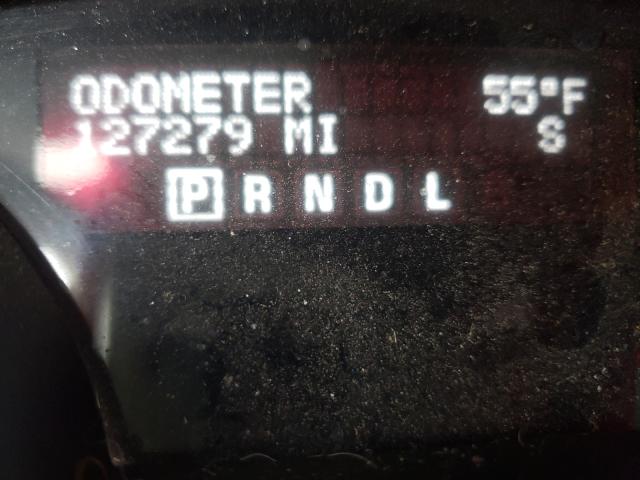 ODOMETER 55°F
127279 MI S
P R N D L